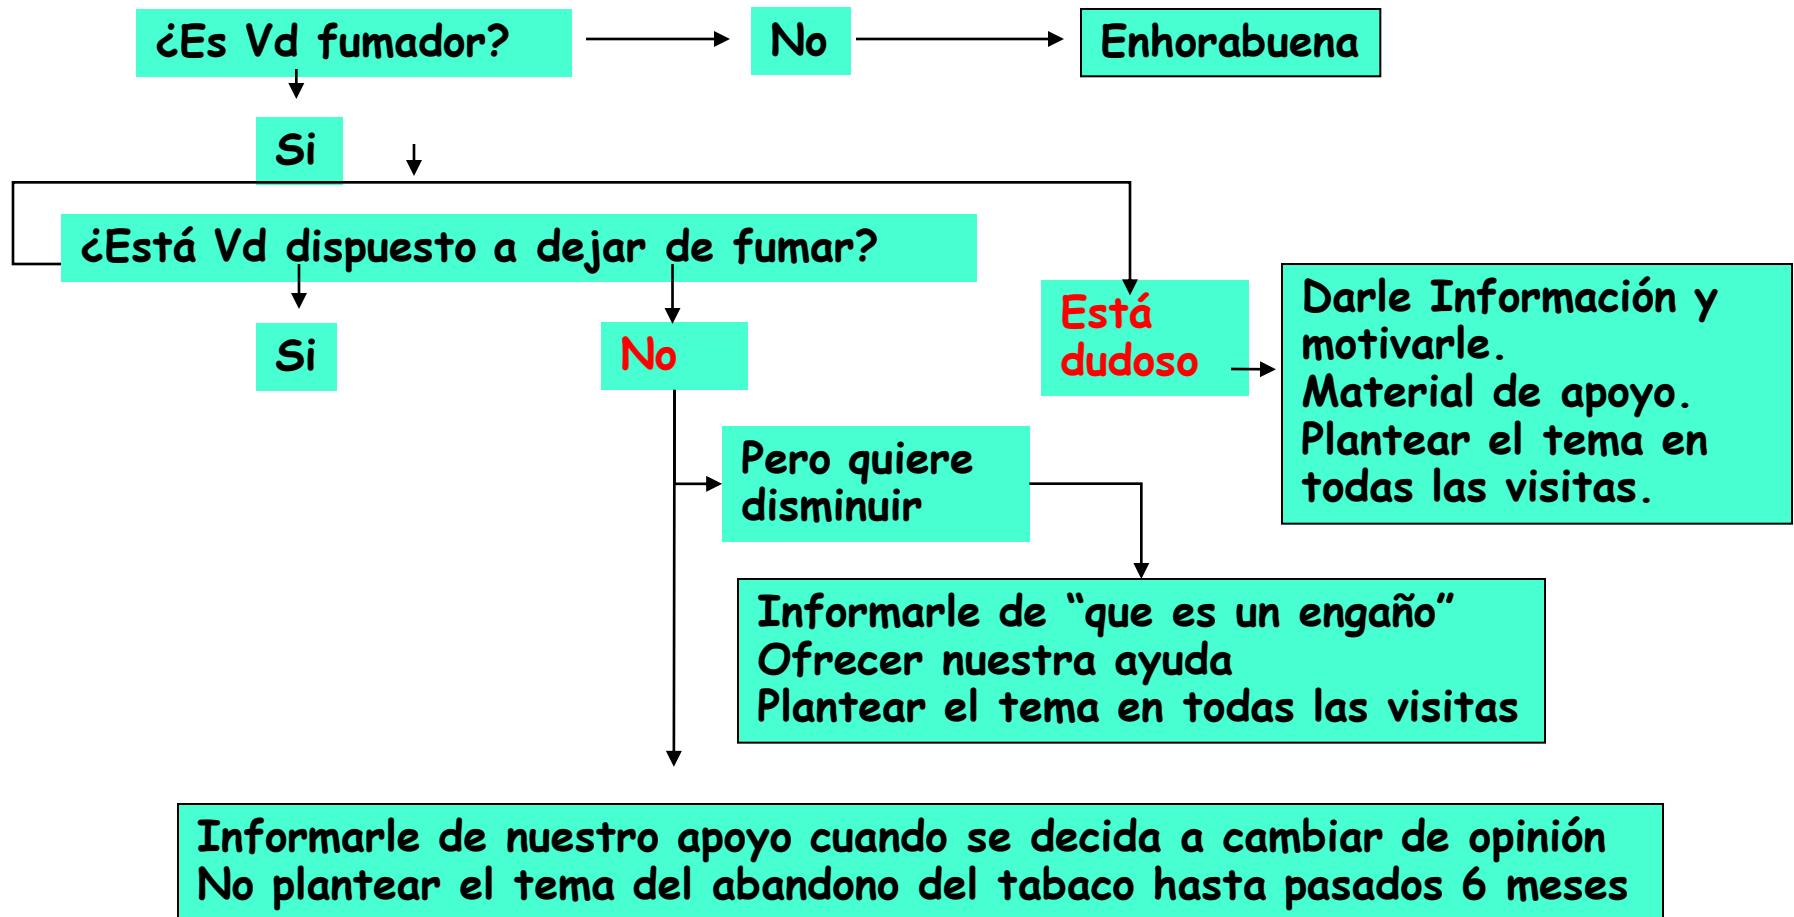 ¿Es Vd fumador?
No
Enhorabuena
Si
¿Está Vd dispuesto a dejar de fumar?
Si
No
Está
dudoso
Darle Información y
motivarle.
Material de apoyo.
Plantear el tema en
todas las visitas.
Pero quiere
disminuir
Informarle de “que es un engaño”
Ofrecer nuestra ayuda
Plantear el tema en todas las visitas
Informarle de nuestro apoyo cuando se decida a cambiar de opinión
No plantear el tema del abandono del tabaco hasta pasados 6 meses